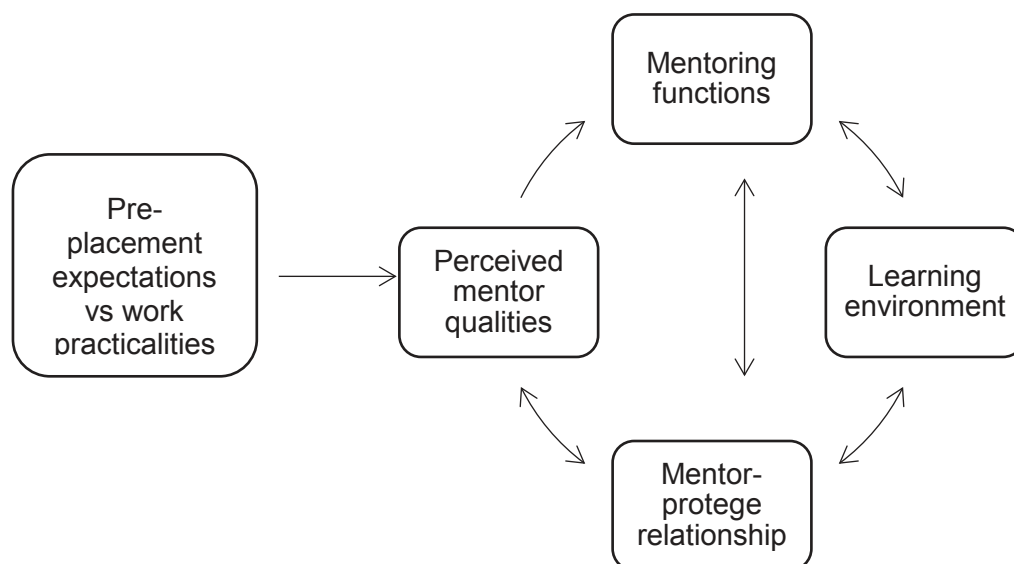 Mentoring
functions
Pre-
placement
expectations
vs work
practicalities
Perceived
mentor
qualities
Learning
environment
Mentor-
protege
relationship